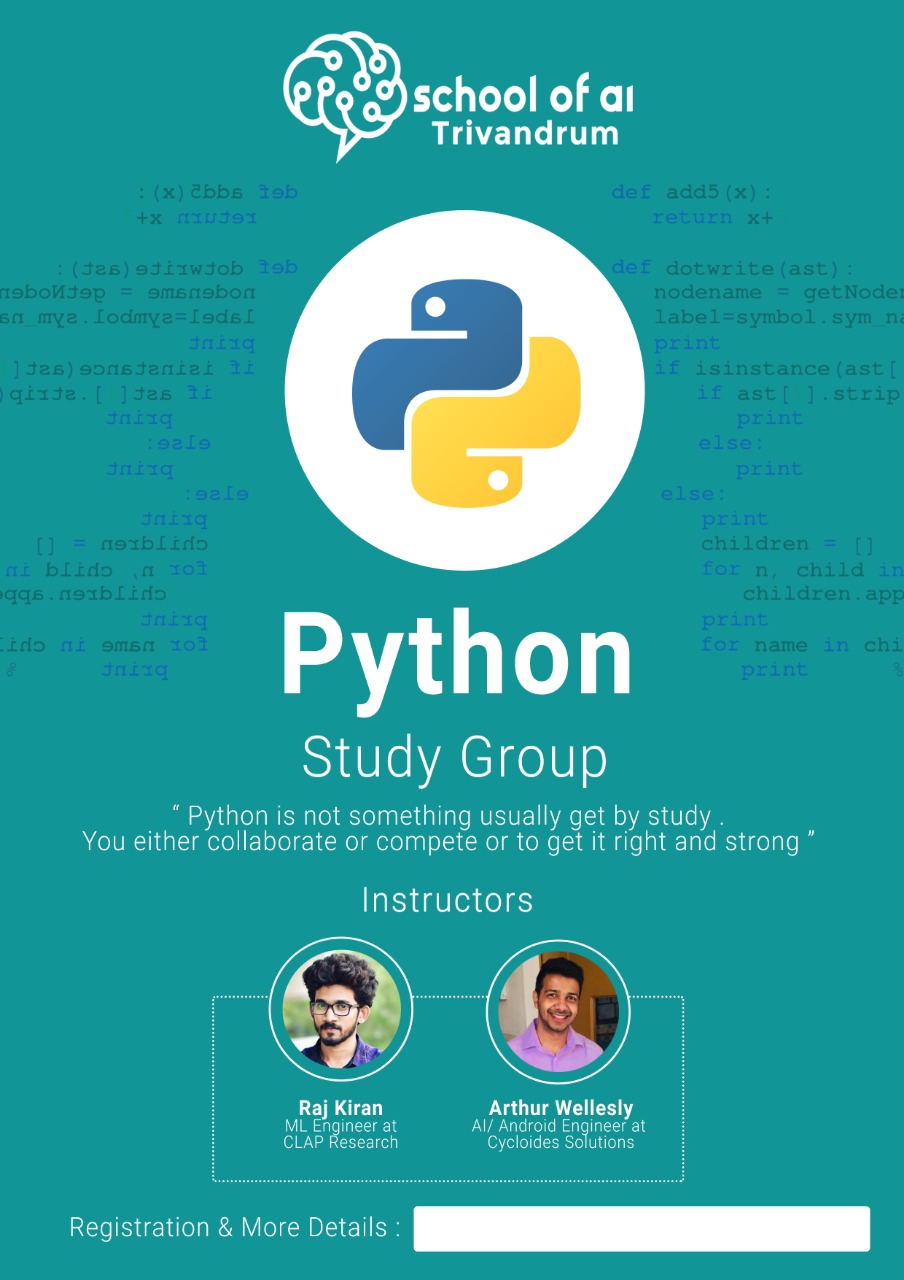 school of ai
Trivandrum
def add5(x):
return x+
def dotwrite(ast):
nodename = getNoden
label=symbol.sym_na
print
if isinstance(ast[
if ast[ ].strip
print
else:
print
else:
print
children = []
for n, child in
children.app
print
for name in chi
print %
Python
Study Group
“ Python is not something usually get by study .
You either collaborate or compete or to get it right and strong ”
Instructors
Raj Kiran
ML Engineer at
CLAP Research
Arthur Wellesly
AI/ Android Engineer at
Cycloides Solutions
Registration & More Details :